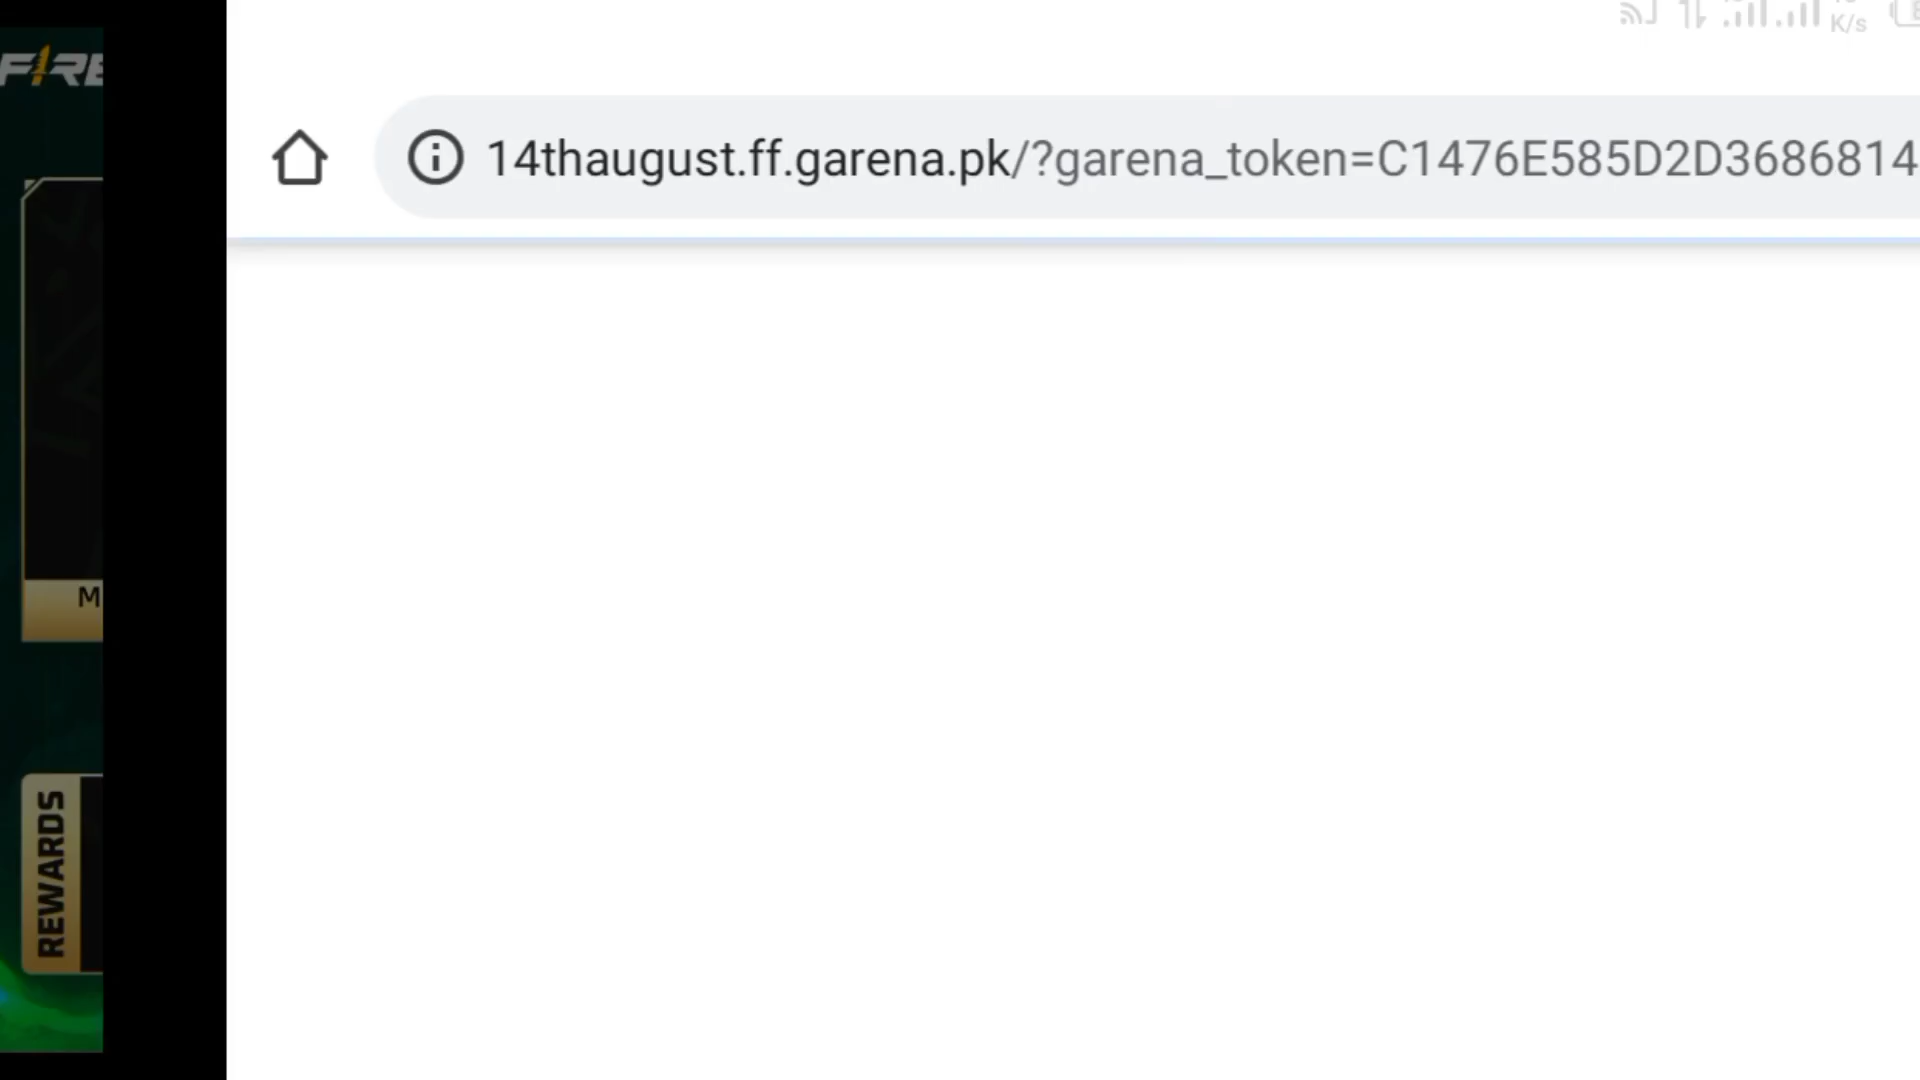 K/s
FIRE
14thaugust.ff.garena.pk/?garena_token=C1476E585D2D3686814
M
REWARDS